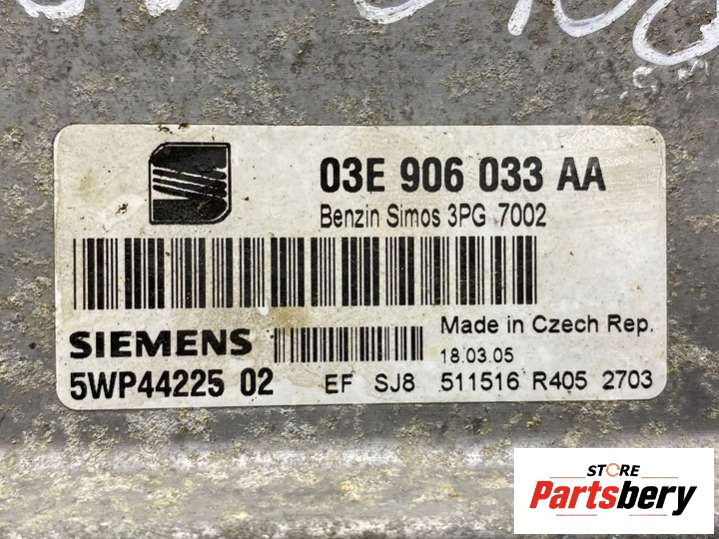 03E 906 033 AA
Benzin Simos 3PG 7002
SIEMENS
Made in Czech Rep.
18.03.05
5WP44225 02 EF SJ8 511516 R405 2703
STORE
Partsbery